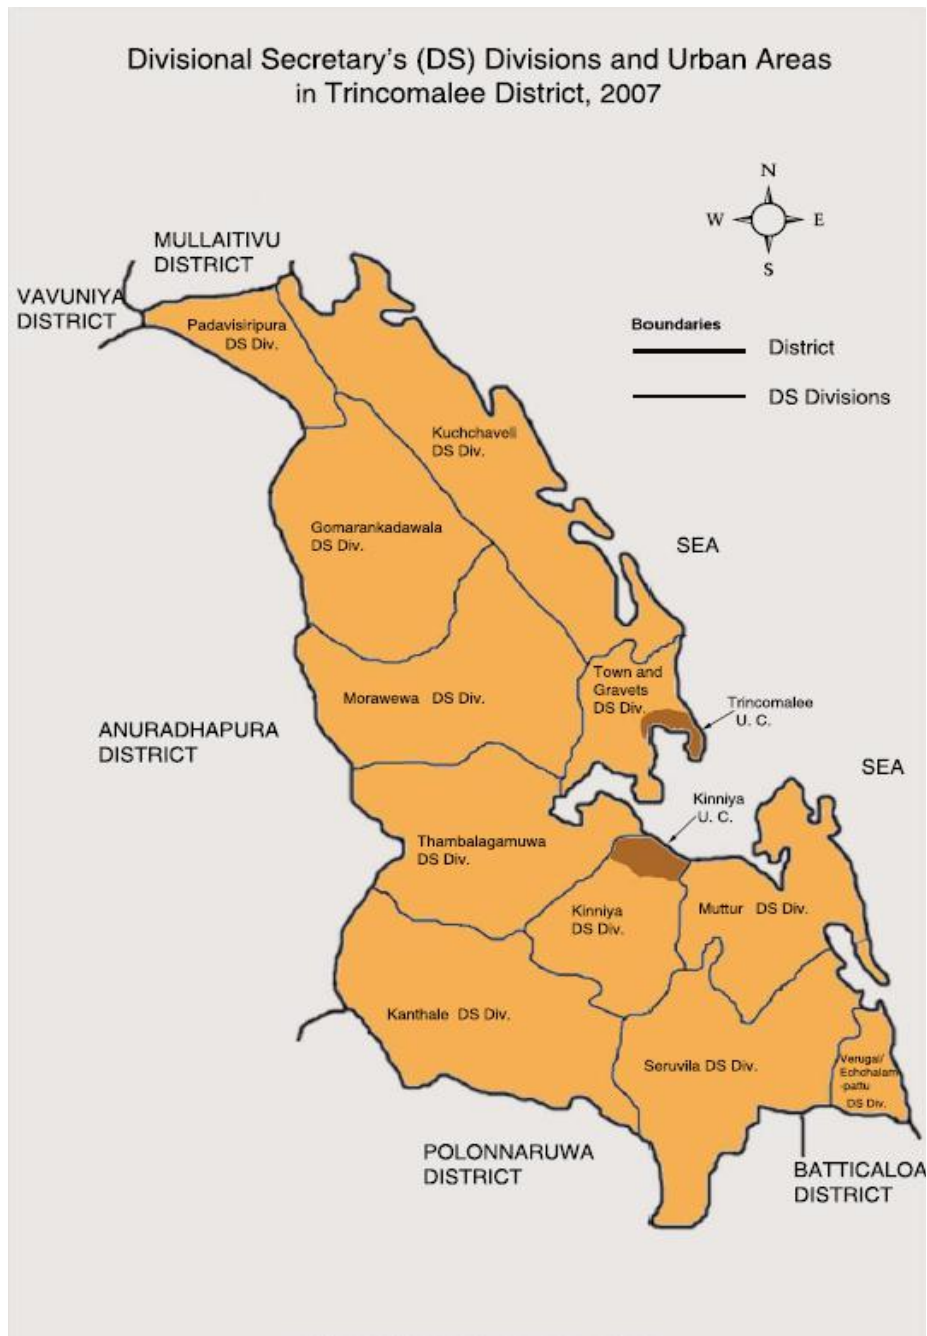 Divisional Secretary's (DS) Divisions and Urban Areas
in Trincomalee District, 2007
N
W
E
S
MULLAITIVU
DISTRICT
VAVUNIYA
DISTRICT
Padavisiripura
DS Div.
Boundaries
District
DS Divisions
Kuchchaveli
DS Div.
Gomarankadawala
DS Div.
SEA
Town and
Gravets
DS Div.
Morawewa DS Div.
Trincomalee
U. C.
ANURADHAPURA
DISTRICT
SEA
Kinniya
U. C.
Thambalagamuwa
DS Div.
Kinniya
DS Div.
Muttur DS Div.
Kanthale DS Div.
Seruvila DS Div.
Verugal/
Echchalam
-pattu
DS Div.
POLONNARUWA
DISTRICT
BATTICALOA
DISTRICT